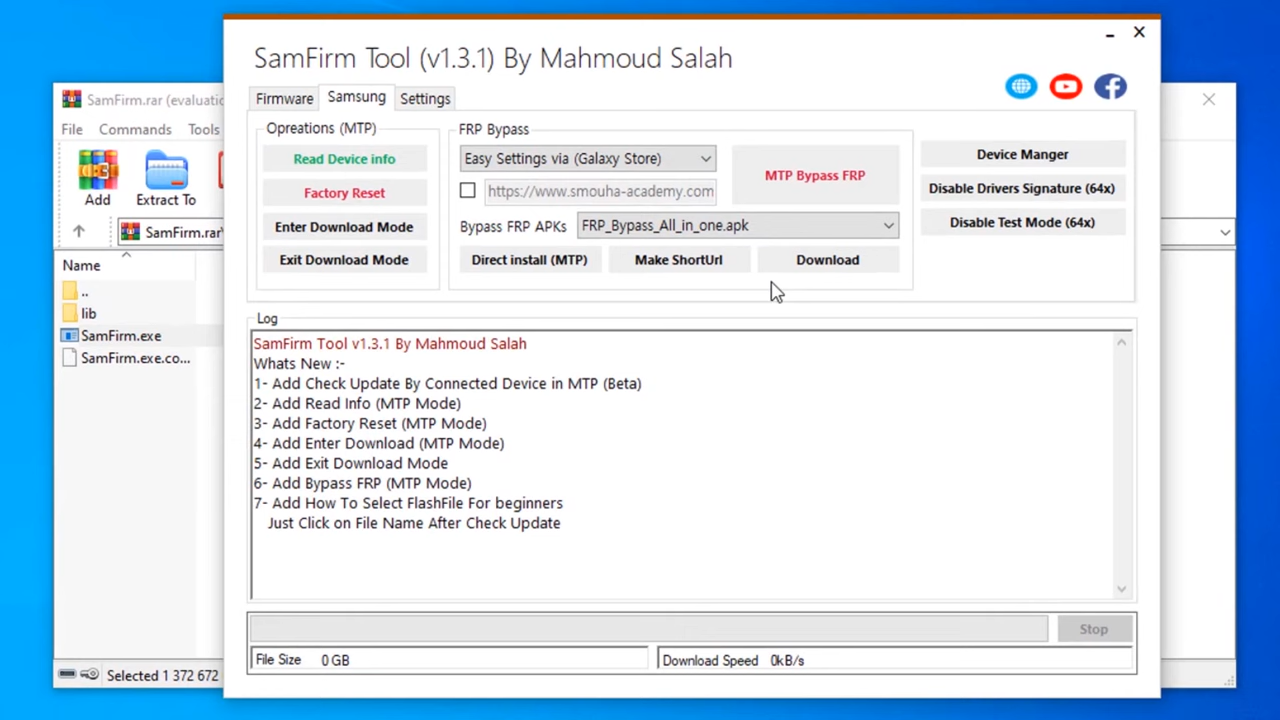 SamFirm.rar (evaluatio
File Commands Tools
Add Extract To
SamFirm.rar\
Name
..
lib
SamFirm.exe
SamFirm.exe.co...
Selected 1 372 672
SamFirm Tool (v1.3.1) By Mahmoud Salah
Firmware Samsung Settings
Opreations (MTP)
Read Device info
Factory Reset
Enter Download Mode
Exit Download Mode
FRP Bypass
Easy Settings via (Galaxy Store)
MTP Bypass FRP
https://www.smouha-academy.com
Bypass FRP APKs FRP_Bypass_All_in_one.apk
Direct install (MTP) Make ShortUrl Download
Device Manger
Disable Drivers Signature (64x)
Disable Test Mode (64x)
Log
SamFirm Tool v1.3.1 By Mahmoud Salah
Whats New :-
1- Add Check Update By Connected Device in MTP (Beta)
2- Add Read Info (MTP Mode)
3- Add Factory Reset (MTP Mode)
4- Add Enter Download (MTP Mode)
5- Add Exit Download Mode
6- Add Bypass FRP (MTP Mode)
7- Add How To Select FlashFile For beginners
Just Click on File Name After Check Update
Stop
File Size 0 GB
Download Speed 0kB/s